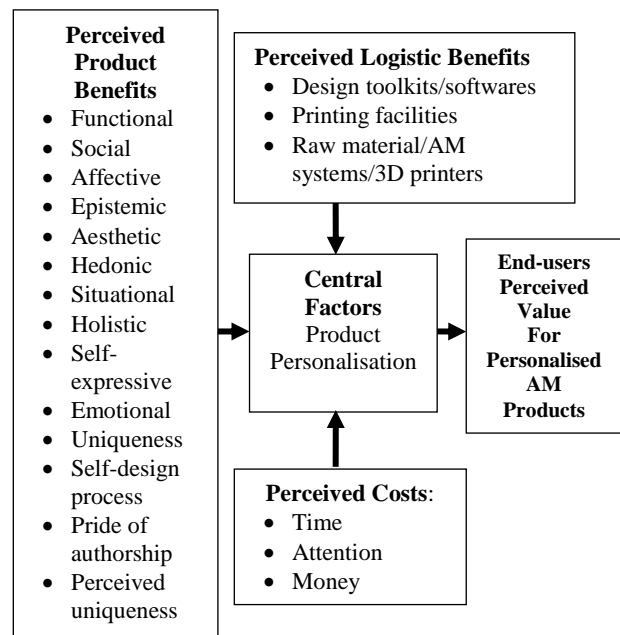 Perceived
Product
Benefits
• Functional
• Social
• Affective
• Epistemic
• Aesthetic
• Hedonic
• Situational
• Holistic
• Self-
expressive
• Emotional
• Uniqueness
• Self-design
process
• Pride of
authorship
• Perceived
uniqueness
Perceived Logistic Benefits
• Design toolkits/softwares
• Printing facilities
• Raw material/AM
systems/3D printers
Central
Factors
Product
Personalisation
End-users
Perceived
Value
For
Personalised
AM
Products
Perceived Costs:
• Time
• Attention
• Money